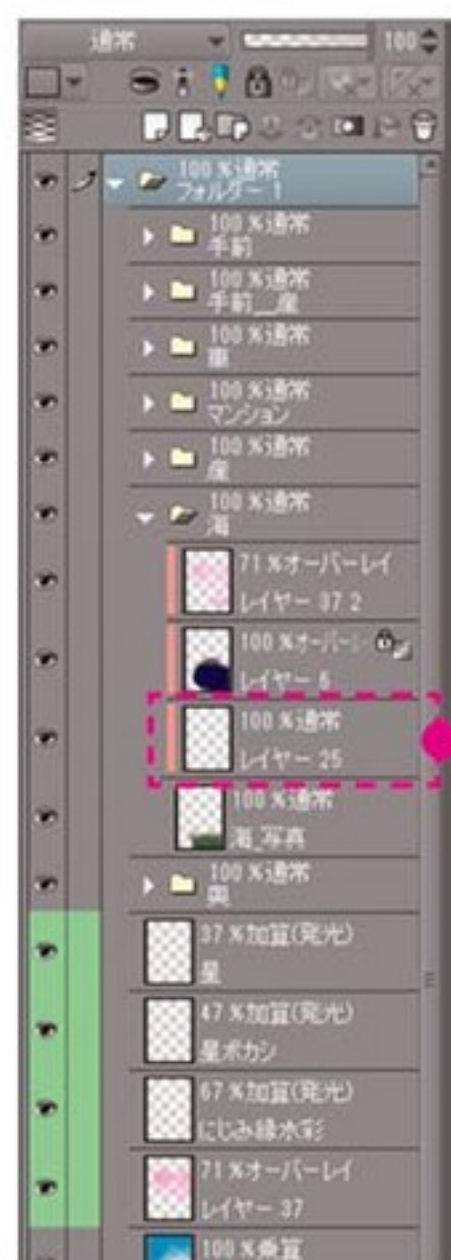 通常 100
100 %通常
フォルダー 1
100 %通常
手前
100 %通常
手前__崖
100 %通常
車
100 %通常
マンション
100 %通常
崖
100 %通常
海
71 %オーバーレイ
レイヤー 37 2
100 %オーバーレ
レイヤー 6
100 %通常
レイヤー 25
100 %通常
海_写真
100 %通常
奥
37 %加算(発光)
星
47 %加算(発光)
星ボカシ
67 %加算(発光)
にじみ縁水彩
71 %オーバーレイ
レイヤー 37
100 %乗算